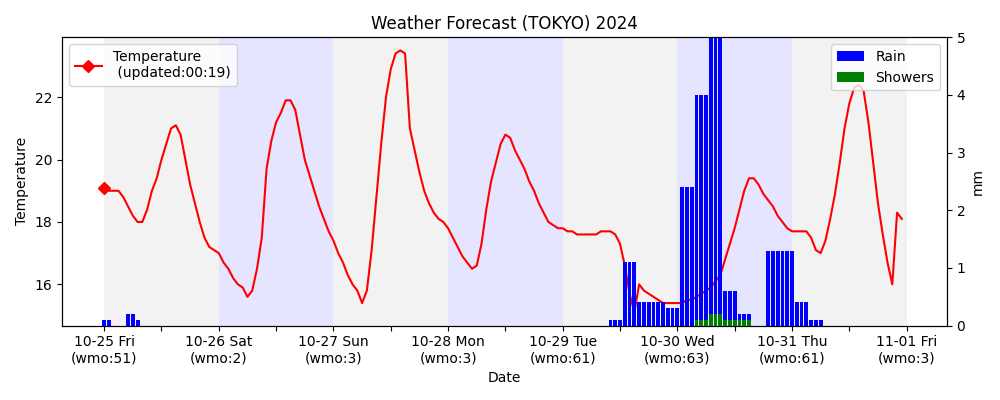 Weather Forecast (TOKYO) 2024
Temperature
(updated:00:19)
Rain
Showers
Temperature
22
20
18
16
5
4
3
2
1
0
mm
10-25 Fri
(wmo:51)
10-26 Sat
(wmo:2)
10-27 Sun
(wmo:3)
10-28 Mon
(wmo:3)
10-29 Tue
(wmo:61)
10-30 Wed
(wmo:63)
10-31 Thu
(wmo:61)
11-01 Fri
(wmo:3)
Date